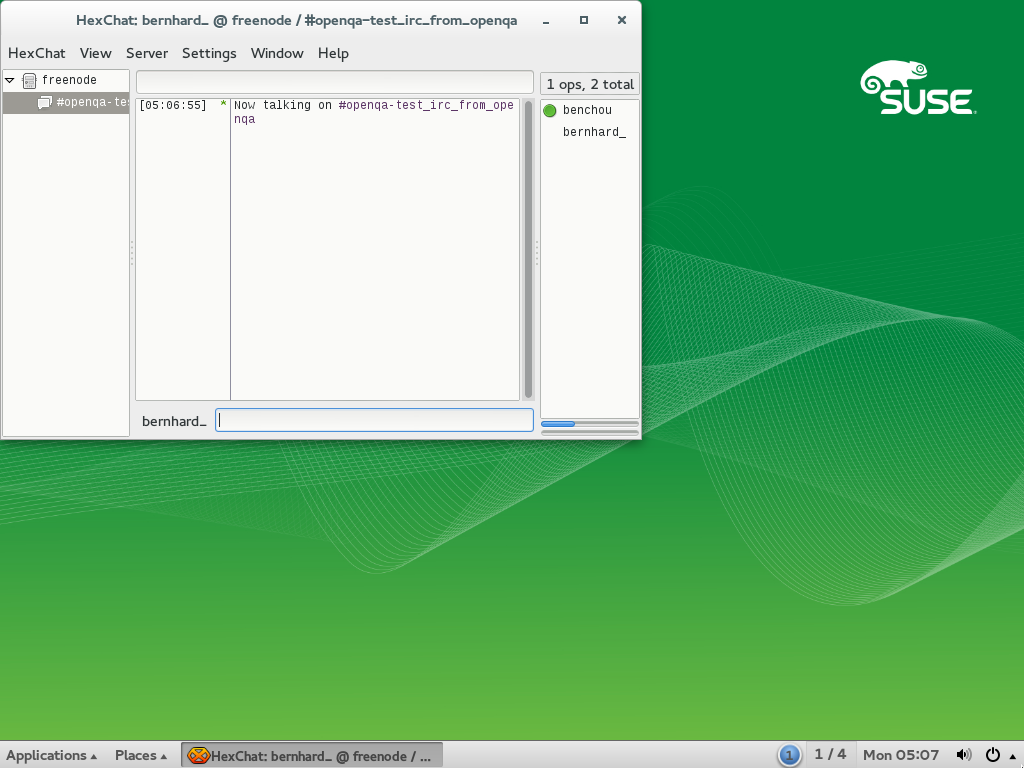 HexChat: bernhard_ @ freenode / #openqa-test_irc_from_openqa
HexChat View Server Settings Window Help
freenode
#openqa-te
[05:06:55] * Now talking on #openqa-test_irc_from_ope
nqa
1 ops, 2 total
benchou
bernhard_
bernhard_
SUSE
Applications Places HexChat: bernhard_ @ freenode / ... 1 1 / 4 Mon 05:07